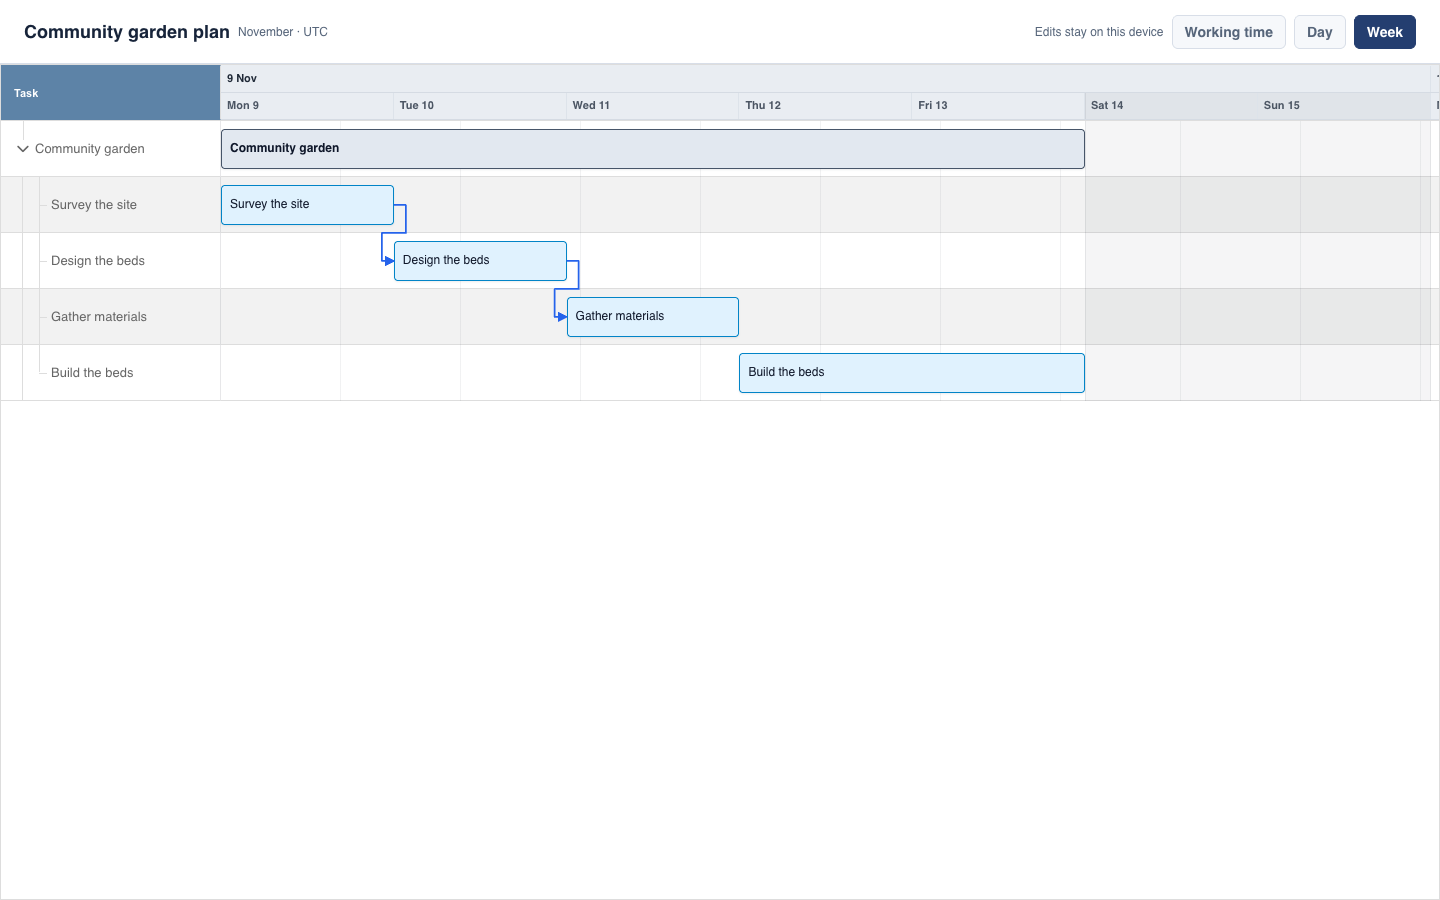 Community garden plan
November · UTC
Edits stay on this device
Working time
Day
Week
Task
9 Nov
Mon 9
Tue 10
Wed 11
Thu 12
Fri 13
Sat 14
Sun 15
Community garden
Community garden
Survey the site
Survey the site
Design the beds
Design the beds
Gather materials
Gather materials
Build the beds
Build the beds